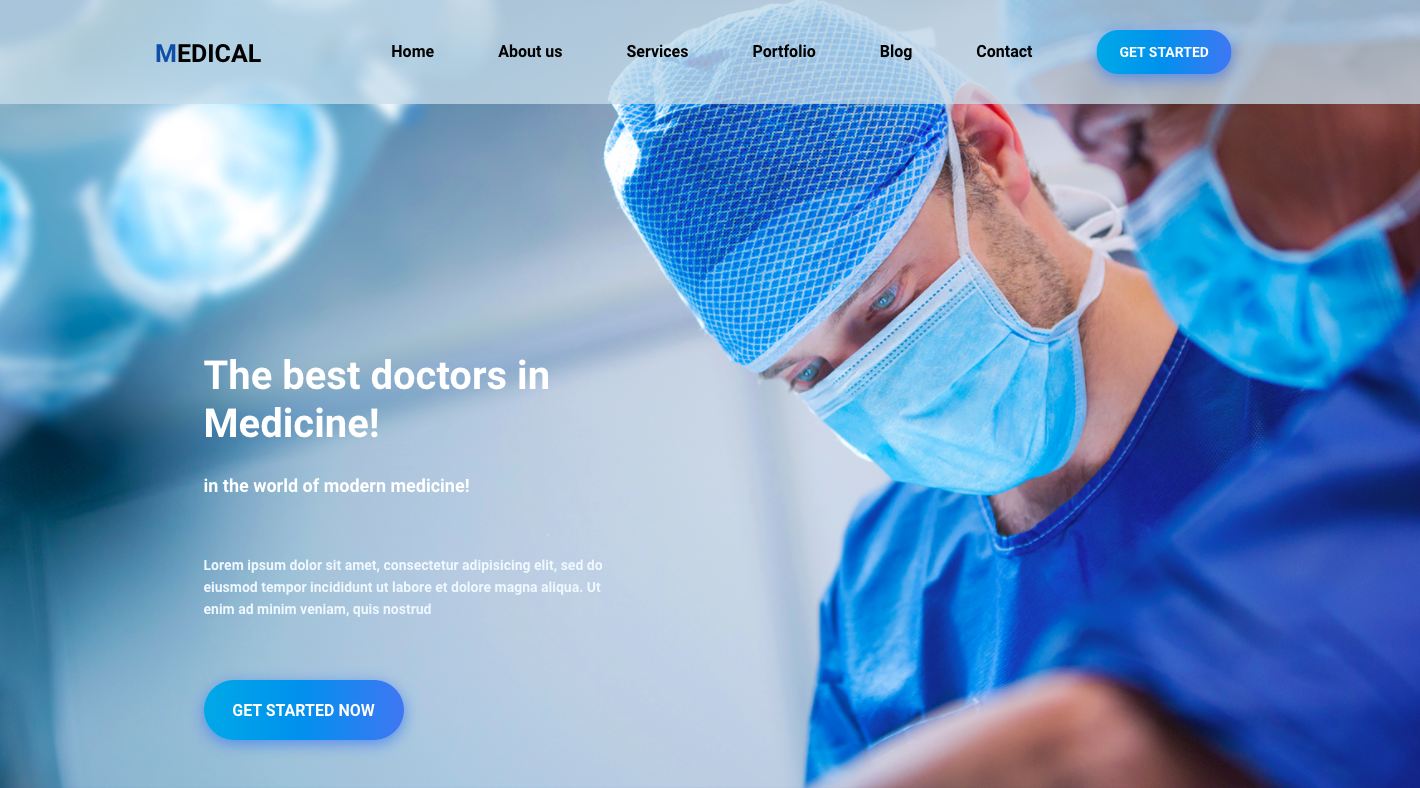 MEDICAL
Home
About us
Services
Portfolio
Blog
Contact
GET STARTED
The best doctors in
Medicine!
in the world of modern medicine!
Lorem ipsum dolor sit amet, consectetur adipisicing elit, sed do
eiusmod tempor incididunt ut labore et dolore magna aliqua. Ut
enim ad minim veniam, quis nostrud
GET STARTED NOW